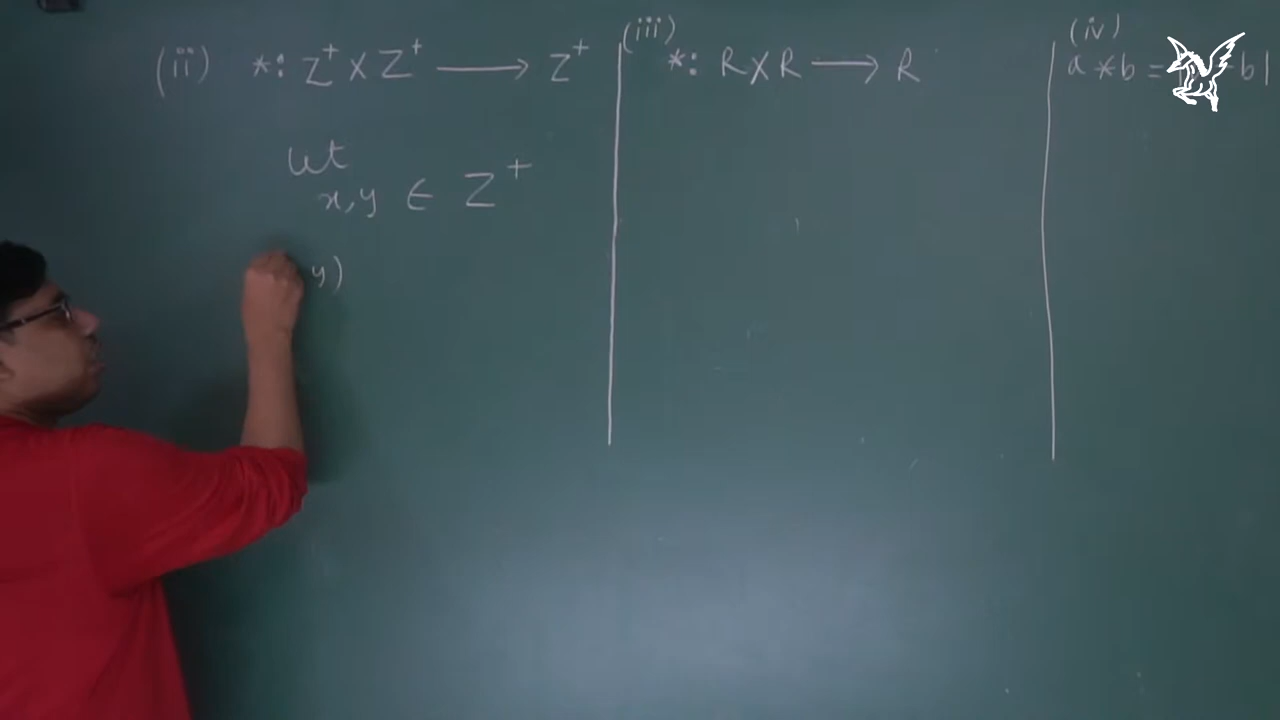 (ii) *: Z⁺ X Z⁺ ⟶ Z⁺
let
x, y ∈ Z⁺
y)
(iii)
*: R X R ⟶ R
(iv)
a * b = b|